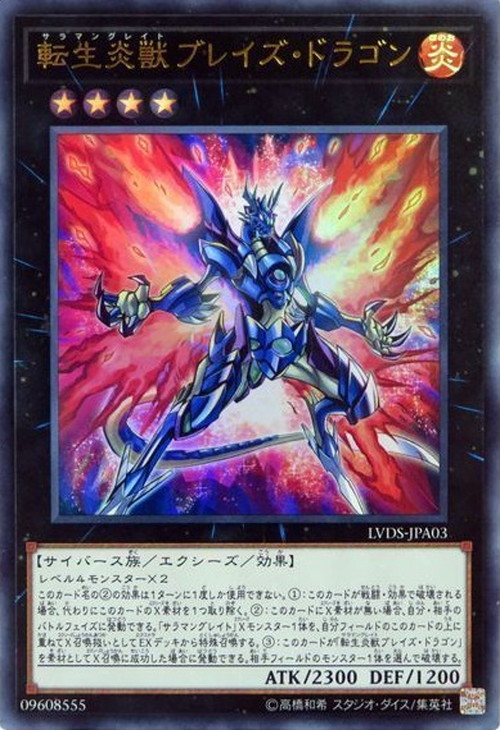 サラマングレイト
転生炎獣ブレイズ・ドラゴン
炎
LVDS-JPA03
【サイバース族/エクシーズ/効果】
レベル4モンスター×2
このカード名の②の効果は1ターンに1度しか使用できない。①:このカードが戦闘・効果で破壊される
場合、代わりにこのカードのX素材を1つ取り除く。②:このカードにX素材が無い場合、自分・相手の
バトルフェイズに発動できる。「サラマングレイト」Xモンスター1体を、自分フィールドのこのカードの上に
重ねてX召喚扱いとしてEXデッキから特殊召喚する。③:このカードが「転生炎獣ブレイズ・ドラゴン」
を素材としてX召喚に成功した場合に発動できる。相手フィールドのモンスター1体を選んで破壊する。
ATK/2300 DEF/1200
09608555
©高橋和希 スタジオ・ダイス/集英社